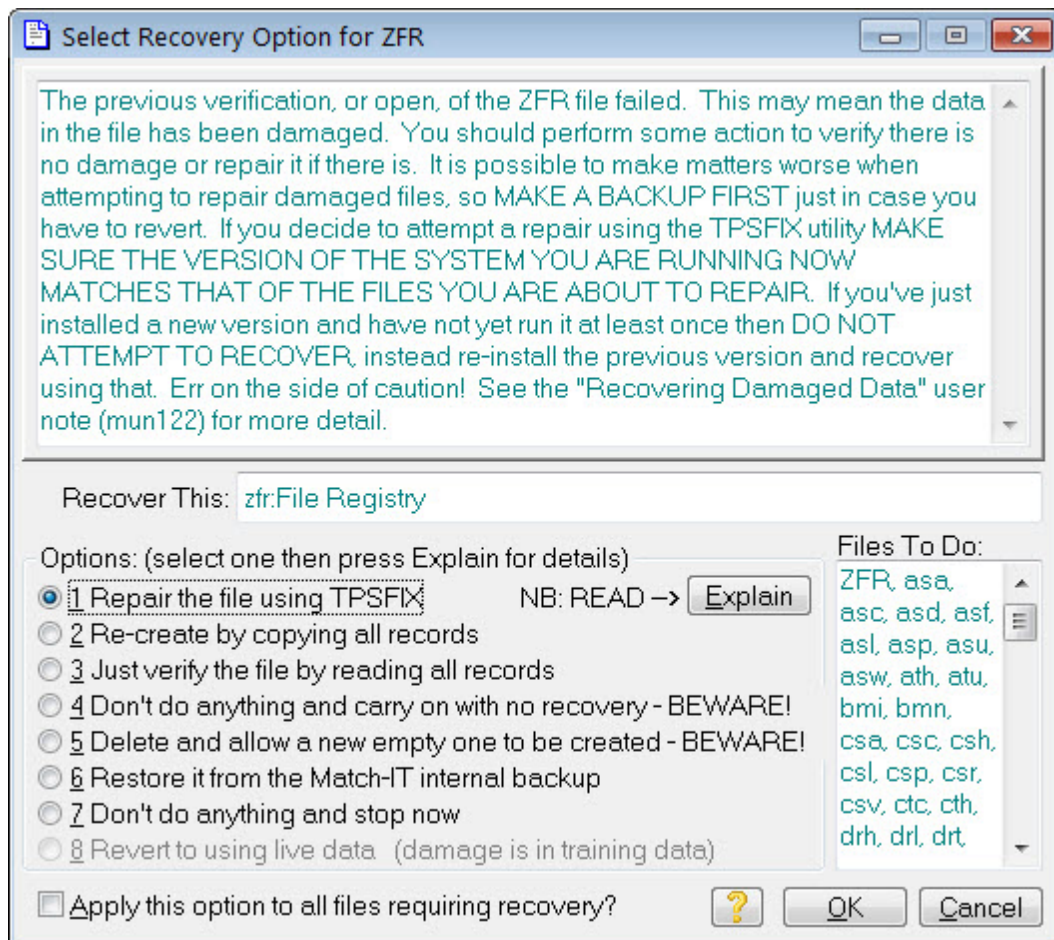 Select Recovery Option for ZFR
The previous verification, or open, of the ZFR file failed.  This may mean the data
in the file has been damaged.  You should perform some action to verify there is
no damage or repair it if there is.  It is possible to make matters worse when
attempting to repair damaged files, so MAKE A BACKUP FIRST just in case you
have to revert.  If you decide to attempt a repair using the TPSFIX utility MAKE
SURE THE VERSION OF THE SYSTEM YOU ARE RUNNING NOW
MATCHES THAT OF THE FILES YOU ARE ABOUT TO REPAIR.  If you've just
installed a new version and have not yet run it at least once then DO NOT
ATTEMPT TO RECOVER, instead re-install the previous version and recover
using that.  Err on the side of caution!  See the "Recovering Damaged Data" user
note (mun122) for more detail.
Recover This: zfr:File Registry
Options: (select one then press Explain for details)
1 Repair the file using TPSFIX NB: READ --> Explain
2 Re-create by copying all records
3 Just verify the file by reading all records
4 Don't do anything and carry on with no recovery - BEWARE!
5 Delete and allow a new empty one to be created - BEWARE!
6 Restore it from the Match-IT internal backup
7 Don't do anything and stop now
8 Revert to using live data  (damage is in training data)
Files To Do:
ZFR, asa,
asc, asd, asf,
asl, asp, asu,
asw, ath, atu,
bmi, bmn,
csa, csc, csh,
csl, csp, csr,
csv, ctc, cth,
drh, drl, drt,
Apply this option to all files requiring recovery?
? OK Cancel